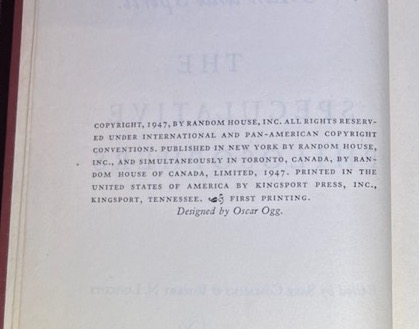 COPYRIGHT, 1947, BY RANDOM HOUSE, INC. ALL RIGHTS RESERV-
ED UNDER INTERNATIONAL AND PAN-AMERICAN COPYRIGHT
CONVENTIONS. PUBLISHED IN NEW YORK BY RANDOM HOUSE,
INC., AND SIMULTANEOUSLY IN TORONTO, CANADA, BY RAN-
DOM HOUSE OF CANADA, LIMITED, 1947. PRINTED IN THE
UNITED STATES OF AMERICA BY KINGSPORT PRESS, INC.,
KINGSPORT, TENNESSEE. FIRST PRINTING.
Designed by Oscar Ogg.